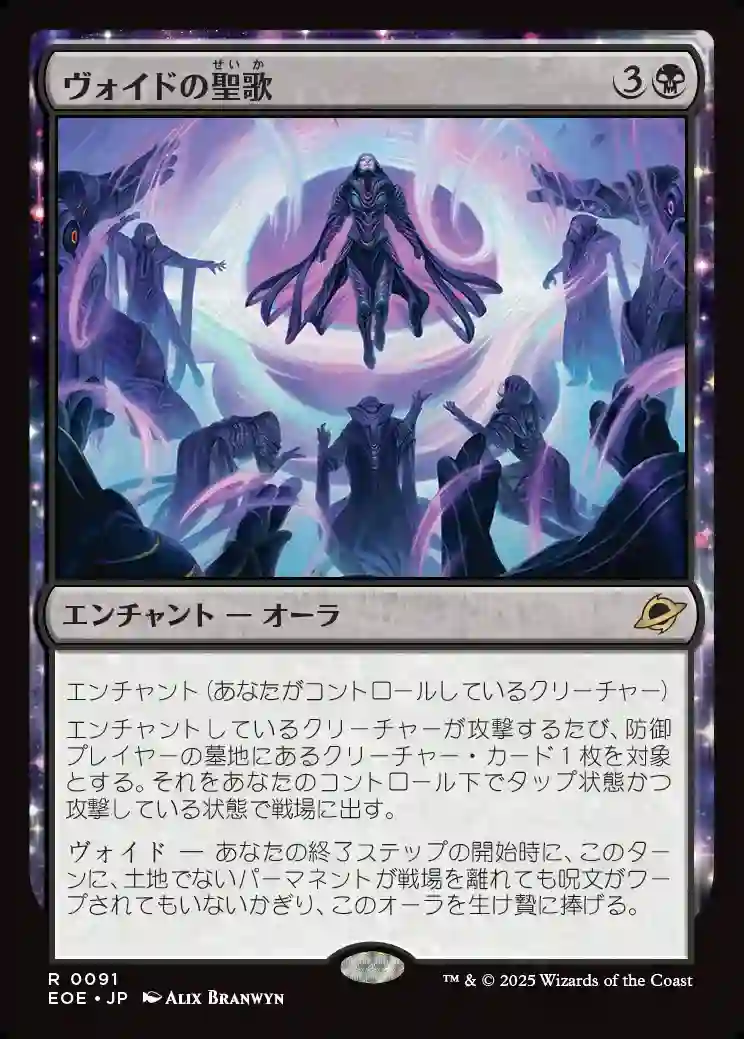 せいか
ヴォイドの聖歌 3
エンチャント — オーラ
エンチャント(あなたがコントロールしているクリーチャー)
エンチャントしているクリーチャーが攻撃するたび、防御
プレイヤーの墓地にあるクリーチャー・カード1枚を対象
とする。それをあなたのコントロール下でタップ状態かつ
攻撃している状態で戦場に出す。
ヴォイド — あなたの終了ステップの開始時に、このター
ンに、土地でないパーマネントが戦場を離れても呪文がワー
プされてもいないかぎり、このオーラを生け贄に捧げる。
R 0091
EOE • JP Alix Branwyn
™ & © 2025 Wizards of the Coast